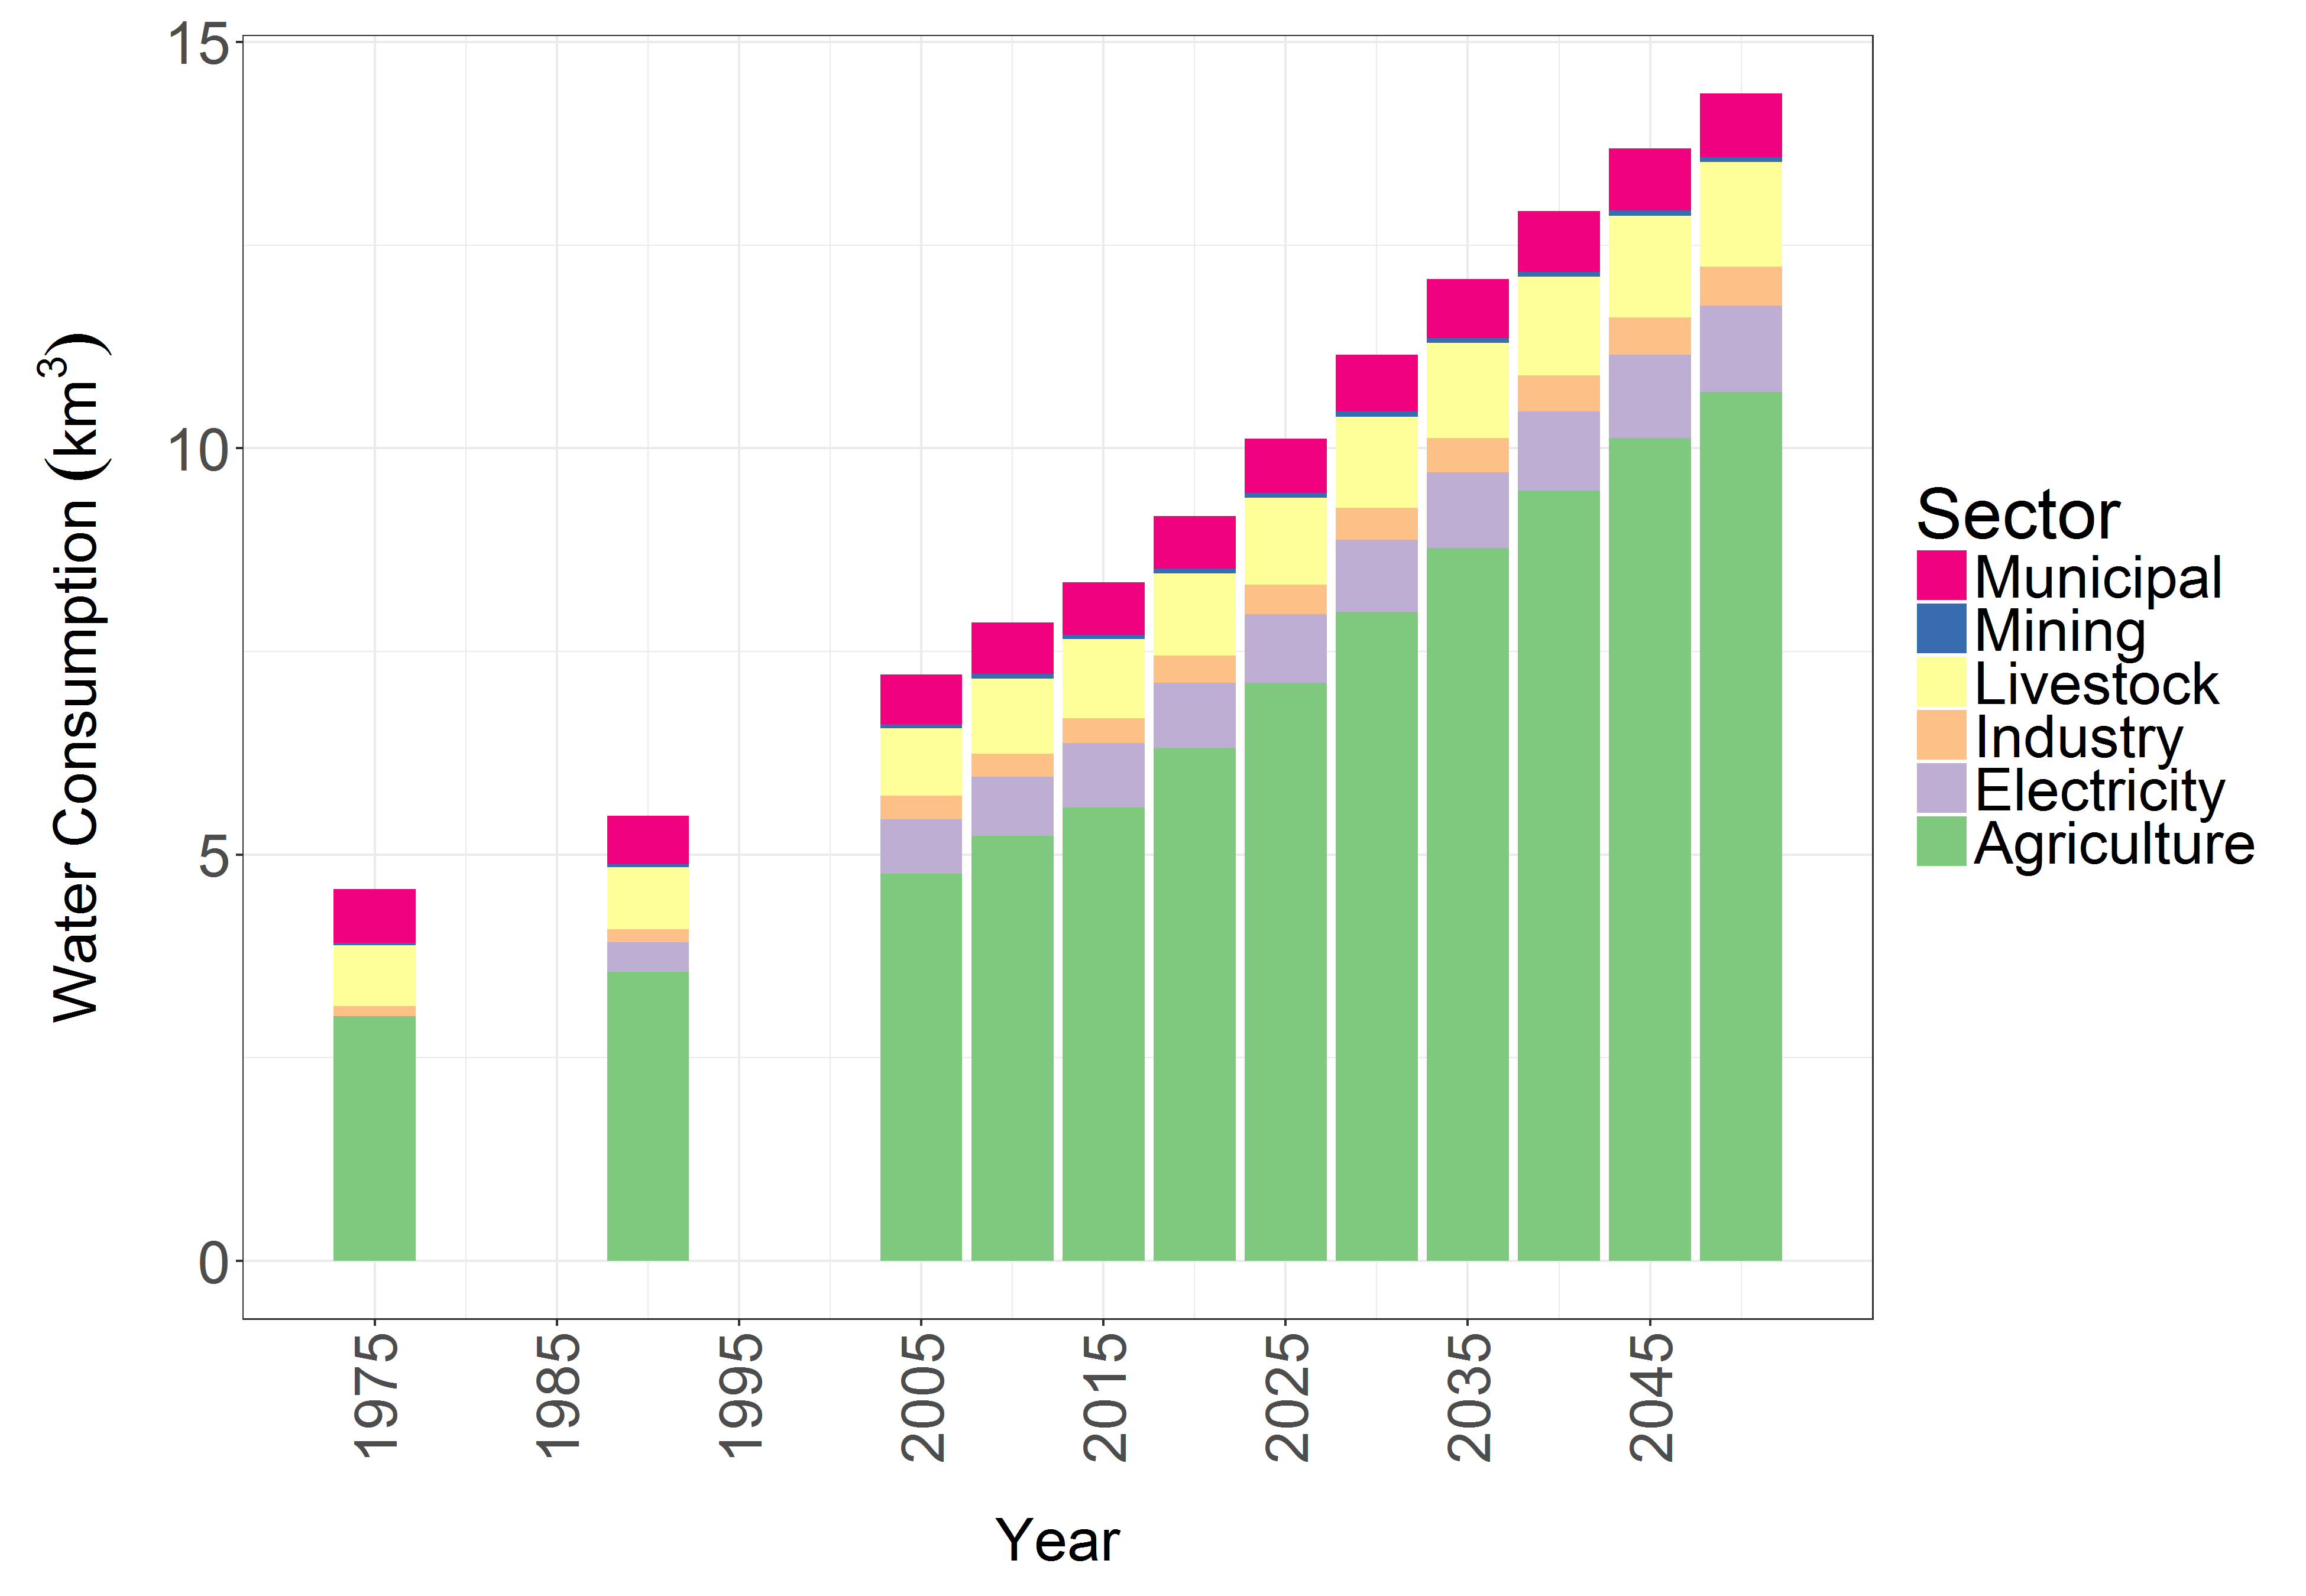 Water Consumption (km³)
15
10
5
0
1975
1985
1995
2005
2015
2025
2035
2045
Year
Sector
Municipal
Mining
Livestock
Industry
Electricity
Agriculture